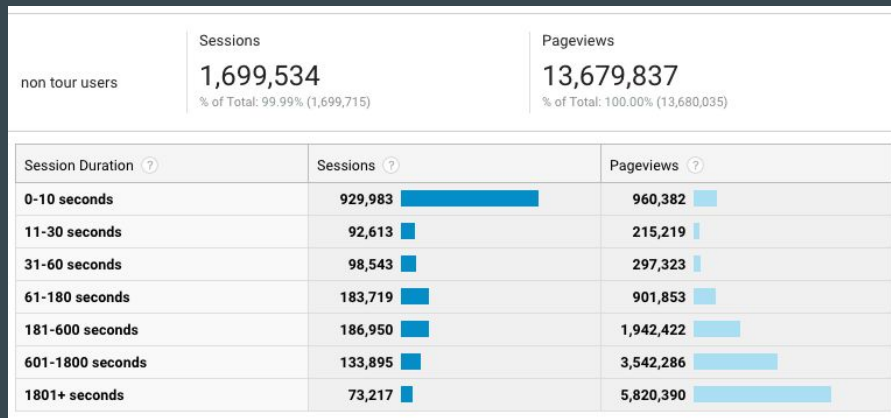 Sessions Pageviews
non tour users 1,699,534 13,679,837
% of Total: 99.99% (1,699,715) % of Total: 100.00% (13,680,035)
Session Duration ? Sessions ? Pageviews ?
0-10 seconds 929,983 960,382
11-30 seconds 92,613 215,219
31-60 seconds 98,543 297,323
61-180 seconds 183,719 901,853
181-600 seconds 186,950 1,942,422
601-1800 seconds 133,895 3,542,286
1801+ seconds 73,217 5,820,390